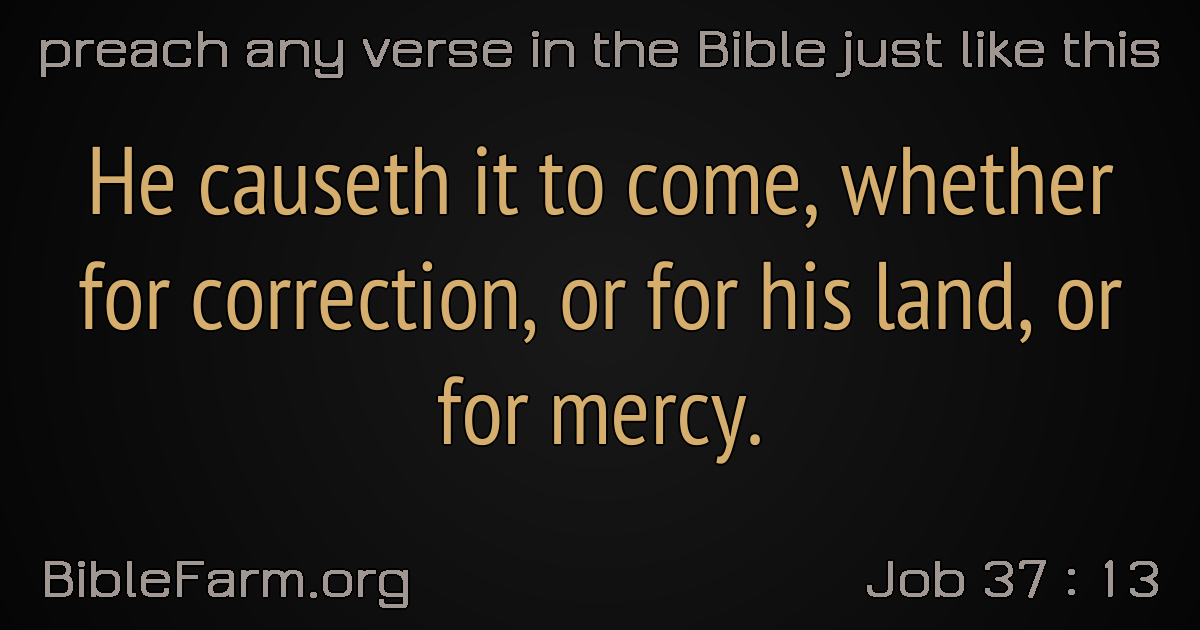 preach any verse in the Bible just like this
He causeth it to come, whether
for correction, or for his land, or
for mercy.
BibleFarm.org
Job 37 : 13